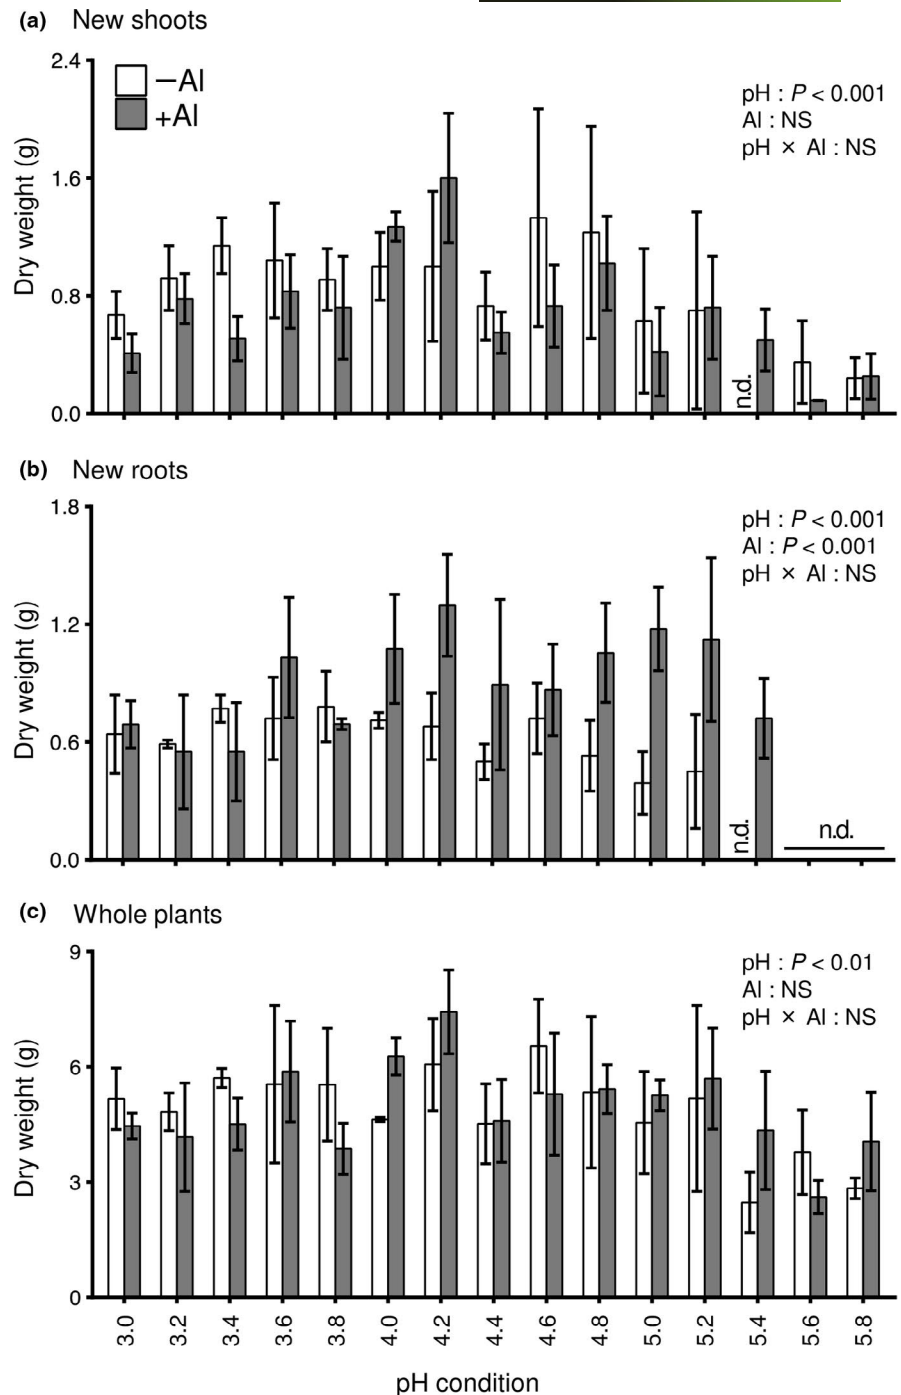 (a) New shoots
2.4
1.6
0.8
0.0
Dry weight (g)
−Al
+Al
pH : P < 0.001
Al : NS
pH × Al : NS
n.d.
(b) New roots
1.8
1.2
0.6
0.0
Dry weight (g)
pH : P < 0.001
Al : P < 0.001
pH × Al : NS
n.d.
n.d.
(c) Whole plants
9
6
3
0
Dry weight (g)
pH : P < 0.01
Al : NS
pH × Al : NS
3.0 3.2 3.4 3.6 3.8 4.0 4.2 4.4 4.6 4.8 5.0 5.2 5.4 5.6 5.8
pH condition